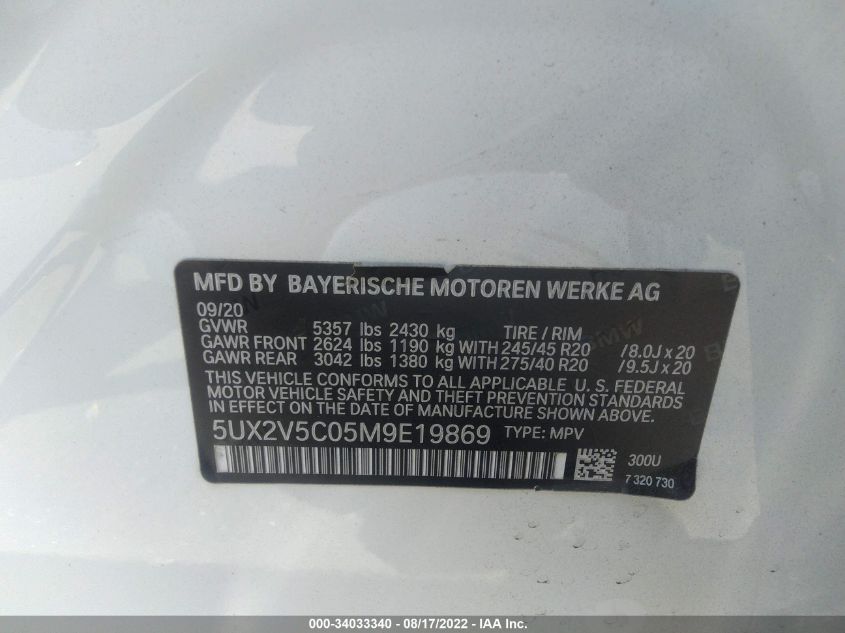 MFD BY BAYERISCHE MOTOREN WERKE AG
09/20
GVWR 5357 lbs 2430 kg TIRE / RIM
GAWR FRONT 2624 lbs 1190 kg WITH 245/45 R20 /8.0J x 20
GAWR REAR 3042 lbs 1380 kg WITH 275/40 R20 /9.5J x 20
THIS VEHICLE CONFORMS TO ALL APPLICABLE U. S. FEDERAL
MOTOR VEHICLE SAFETY AND THEFT PREVENTION STANDARDS
IN EFFECT ON THE DATE OF MANUFACTURE SHOWN ABOVE.
5UX2V5C05M9E19869 TYPE: MPV
300U
7 320 730
000-34033340 - 08/17/2022 - IAA Inc.